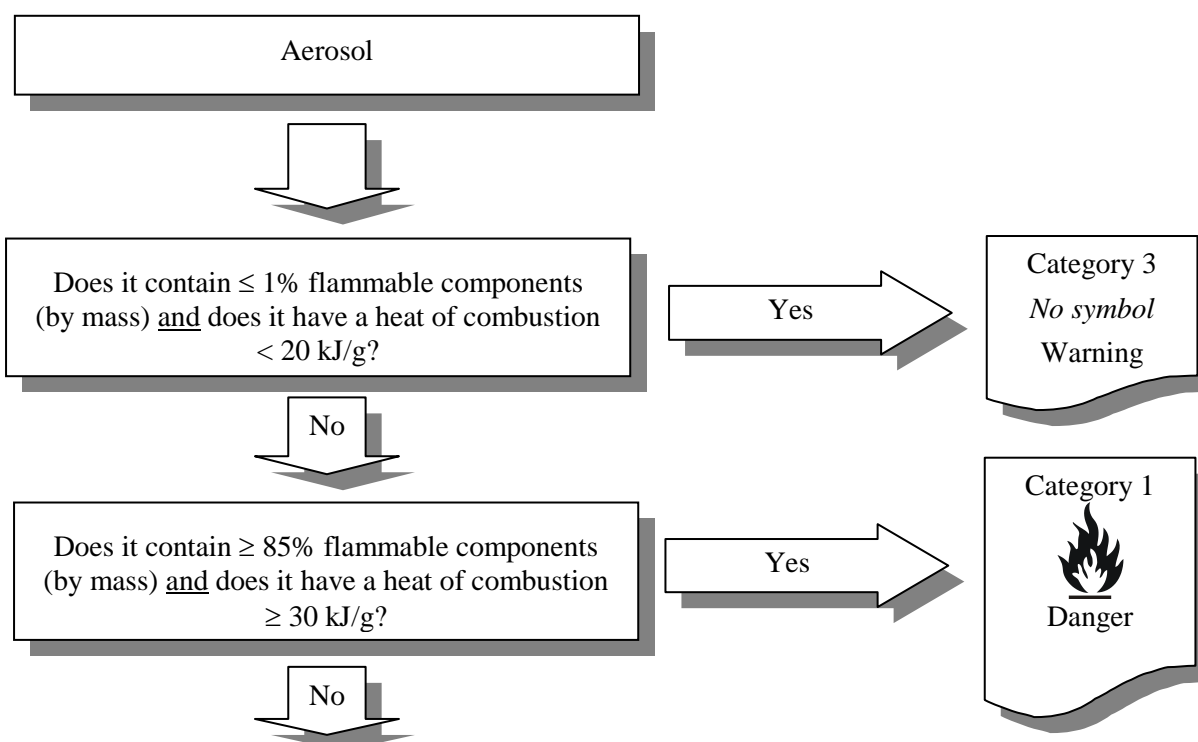 Aerosol
Does it contain ≤ 1% flammable components
(by mass) and does it have a heat of combustion
< 20 kJ/g?
Yes
Category 3
No symbol
Warning
No
Does it contain ≥ 85% flammable components
(by mass) and does it have a heat of combustion
≥ 30 kJ/g?
Yes
Category 1
Danger
No